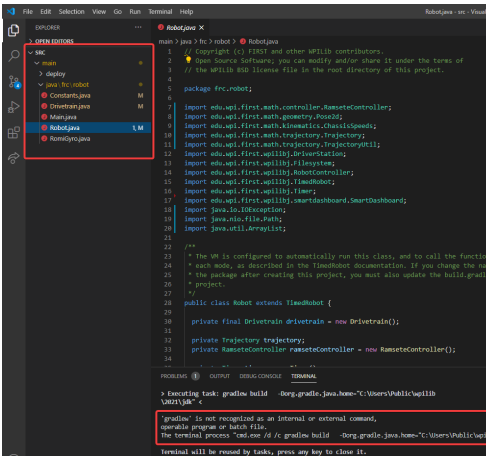 File Edit Selection View Go Run Terminal Help
Robot.java - src - Visual
EXPLORER
Robot.java
OPEN EDITORS
main > java > frc > robot > Robot.java
SRC
main
deploy
java \ frc \ robot
Constants.java M
Drivetrain.java M
Main.java
Robot.java 1, M
RomiGyro.java
1 // Copyright (c) FIRST and other WPILib contributors.
2 // Open Source Software; you can modify and/or share it under the terms of
3 // the WPILib BSD license file in the root directory of this project.
4
5 package frc.robot;
6
7 import edu.wpi.first.math.controller.RamseteController;
8 import edu.wpi.first.math.geometry.Pose2d;
9 import edu.wpi.first.math.kinematics.ChassisSpeeds;
10 import edu.wpi.first.math.trajectory.Trajectory;
11 import edu.wpi.first.math.trajectory.TrajectoryUtil;
12 import edu.wpi.first.wpilibj.DriverStation;
13 import edu.wpi.first.wpilibj.Filesystem;
14 import edu.wpi.first.wpilibj.RobotController;
15 import edu.wpi.first.wpilibj.TimedRobot;
16 import edu.wpi.first.wpilibj.Timer;
17 import edu.wpi.first.wpilibj.smartdashboard.SmartDashboard;
18 import java.io.IOException;
19 import java.nio.file.Path;
20 import java.util.ArrayList;
21
22 /**
23 * The VM is configured to automatically run this class, and to call the functio
24 * each mode, as described in the TimedRobot documentation. If you change the na
25 * the package after creating this project, you must also update the build.gradl
26 * project.
27 */
28 public class Robot extends TimedRobot {
29
30 private final Drivetrain drivetrain = new Drivetrain();
31
32 private Trajectory trajectory;
33 private RamseteController ramseteController = new RamseteController();
34
PROBLEMS 1 OUTPUT DEBUG CONSOLE TERMINAL
> Executing task: gradlew build -Dorg.gradle.java.home="C:\Users\Public\wpilib
\2021\jdk" <
'gradlew' is not recognized as an internal or external command,
operable program or batch file.
The terminal process "cmd.exe /d /c gradlew build -Dorg.gradle.java.home="C:\Users\Public\wpi
Terminal will be reused by tasks, press any key to close it.